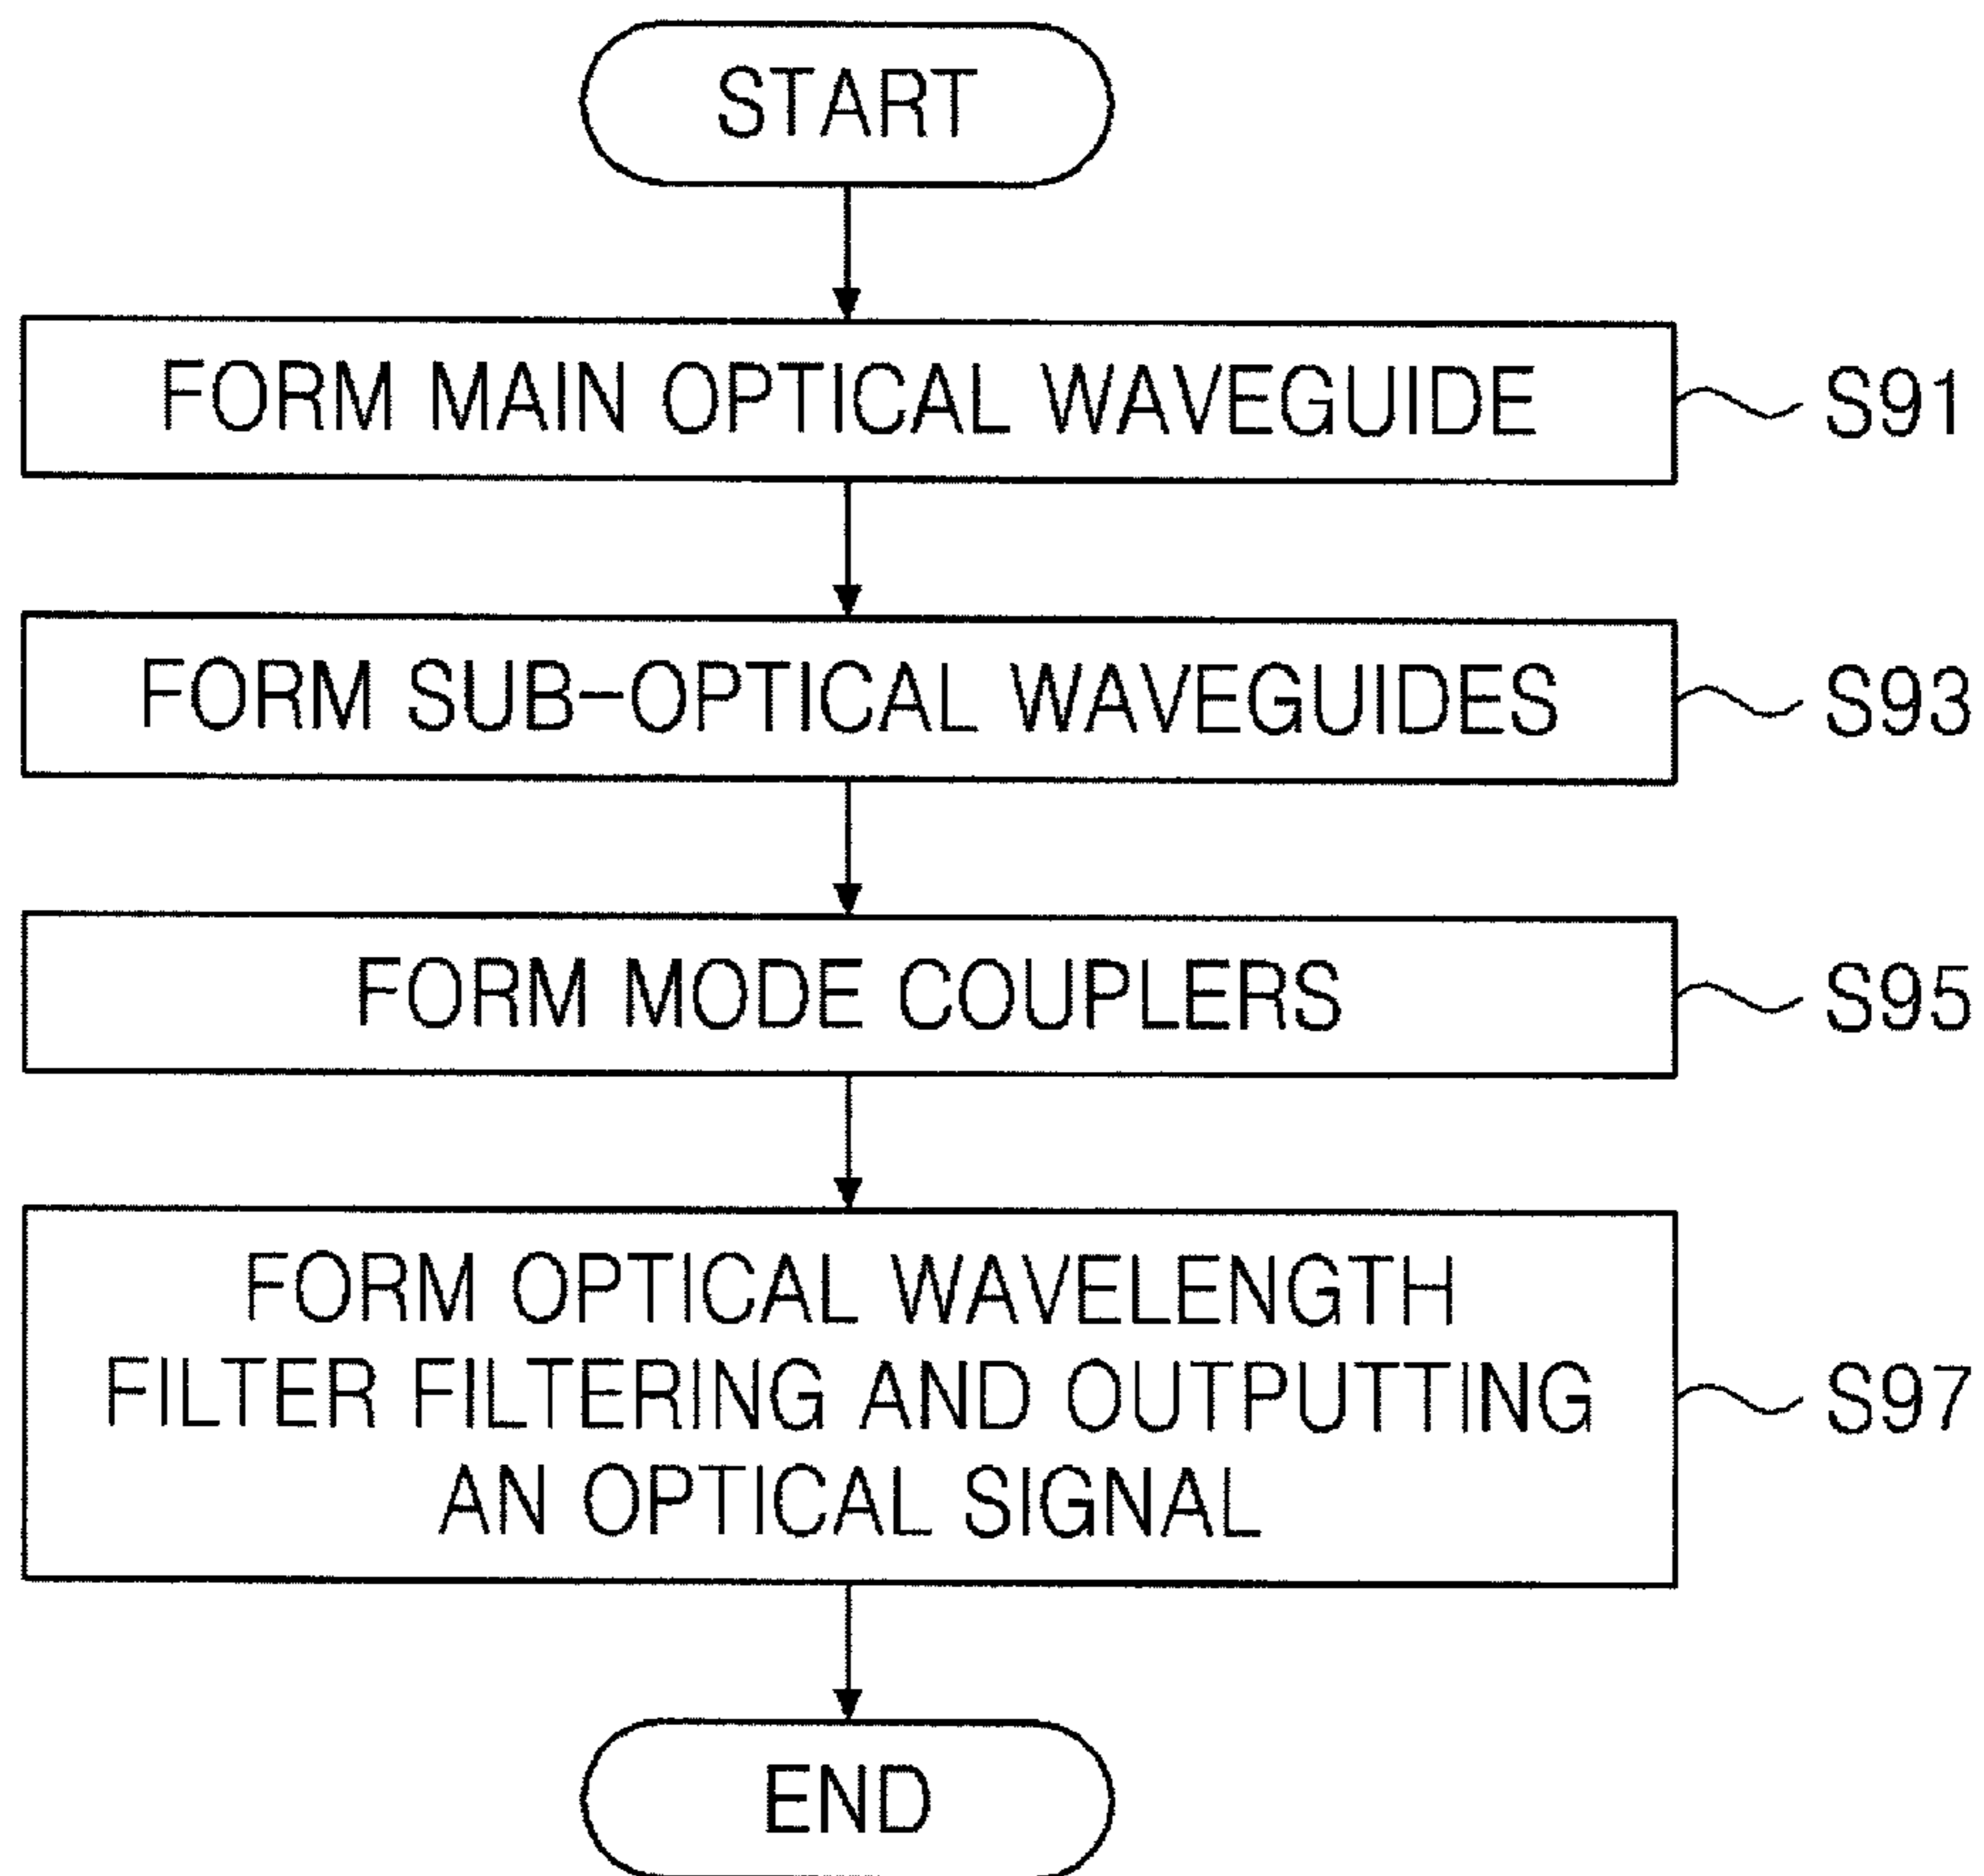 START
FORM MAIN OPTICAL WAVEGUIDE
S91
FORM SUB-OPTICAL WAVEGUIDES
S93
FORM MODE COUPLERS
S95
FORM OPTICAL WAVELENGTH
FILTER FILTERING AND OUTPUTTING
AN OPTICAL SIGNAL
S97
END